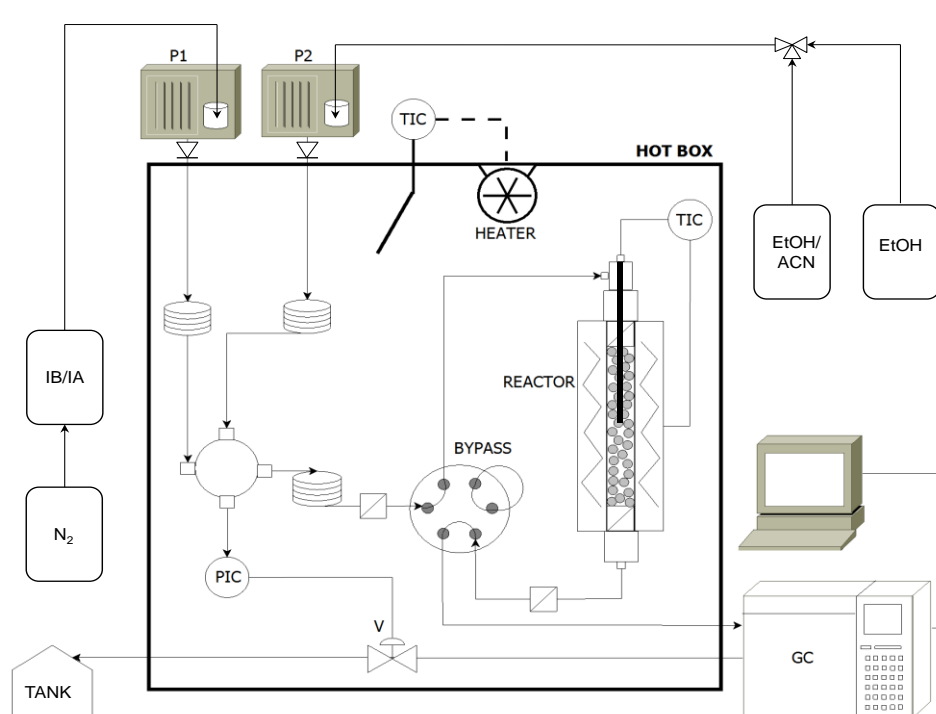 P1
P2
TIC
HOT BOX
HEATER
TIC
EtOH/
ACN
EtOH
IB/IA
REACTOR
BYPASS
N₂
PIC
V
GC
TANK